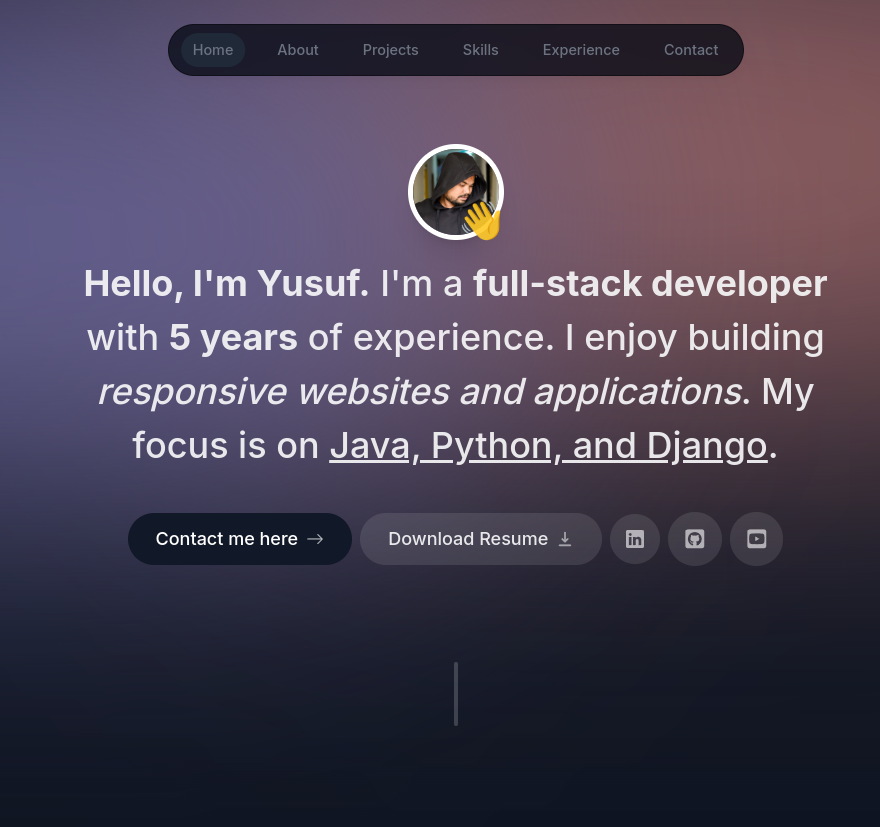 Home About Projects Skills Experience Contact
Hello, I'm Yusuf. I'm a full-stack developer
with 5 years of experience. I enjoy building
responsive websites and applications. My
focus is on Java, Python, and Django.
Contact me here Download Resume in